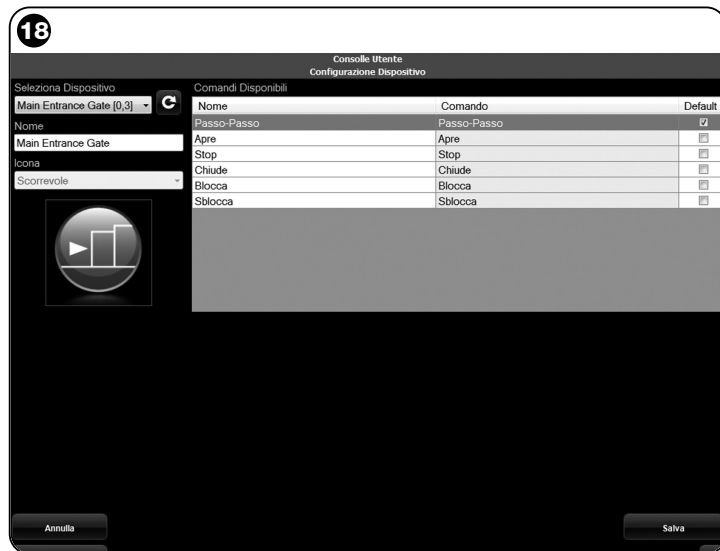 18
Consolle Utente
Configurazione Dispositivo
Seleziona Dispositivo
Main Entrance Gate [0,3]
Nome
Main Entrance Gate
Icona
Scorrevole
Comandi Disponibili
Nome Comando Default
Passo-Passo Passo-Passo
Apre Apre
Stop Stop
Chiude Chiude
Blocca Blocca
Sblocca Sblocca
Annulla Salva